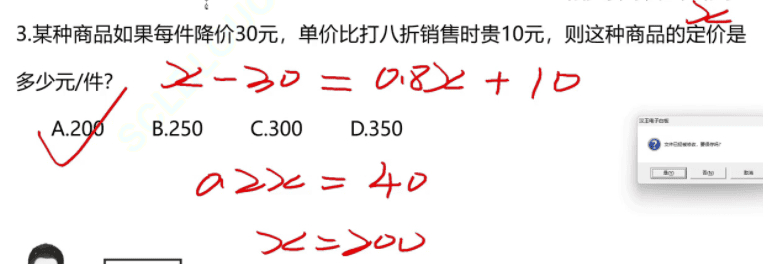 x
3.某种商品如果每件降价30元，单价比打八折销售时贵10元，则这种商品的定价是
多少元/件?
x-30=0.8x+10
A.200 B.250 C.300 D.350
0.2x=40
x=200